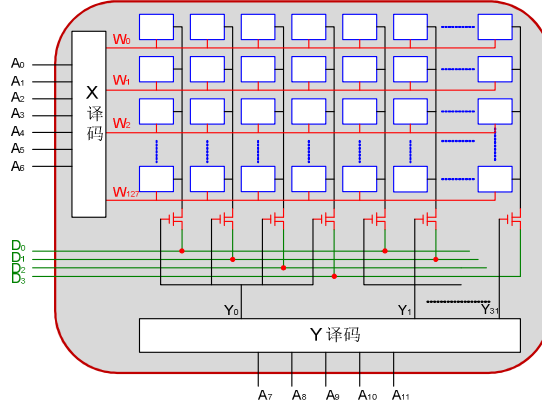 W₀
A₀
A₁
W₁
A₂
X
译
码
A₃
W₂
A₄
A₅
A₆
W₁₂₇
D₀
D₁
D₂
D₃
Y₀
Y₁
Y₃₁
Y 译码
A₇ A₈ A₉ A₁₀ A₁₁